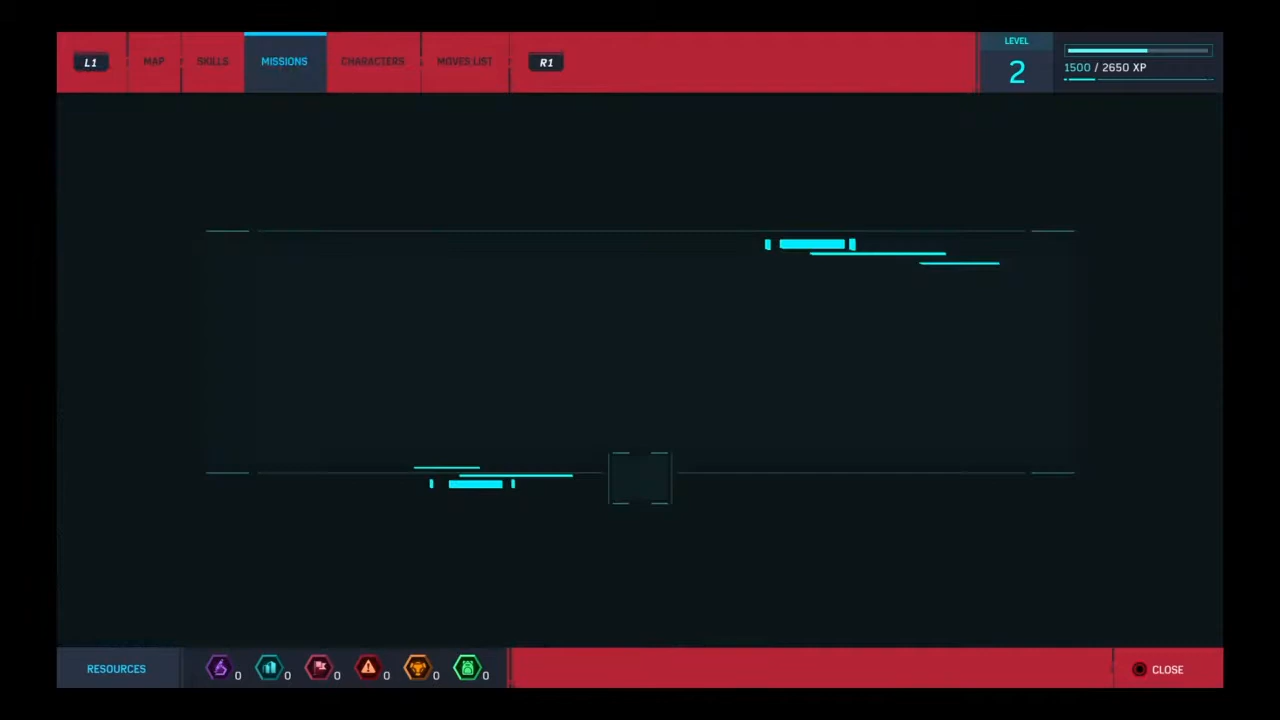 L1 MAP SKILLS MISSIONS CHARACTERS MOVES LIST R1
LEVEL
2
1500 / 2650 XP
RESOURCES 0 0 0 0 0 0 CLOSE